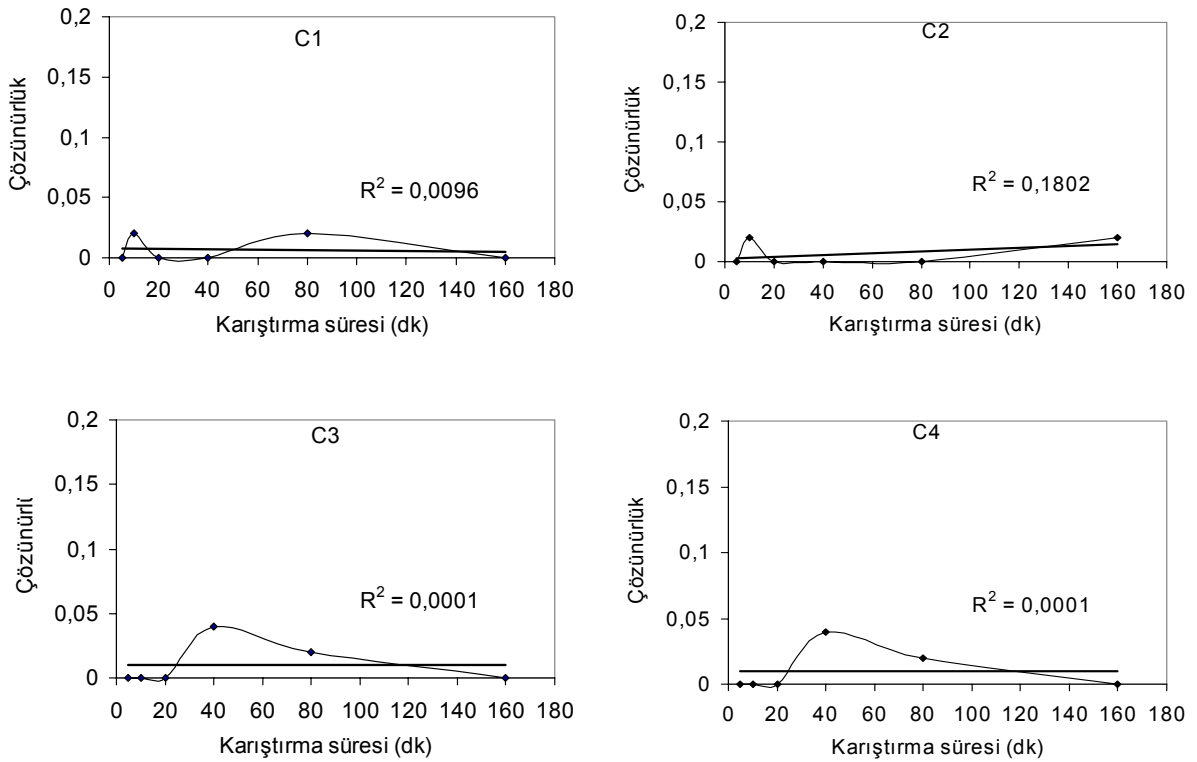 C1
Çözünürlük
0,2
0,15
0,1
0,05
0
R² = 0,0096
0 20 40 60 80 100 120 140 160 180
Karıştırma süresi (dk)
C2
Çözünürlük
0,2
0,15
0,1
0,05
0
R² = 0,1802
0 20 40 60 80 100 120 140 160 180
Karıştırma süresi (dk)
C3
Çözünürlü
0,2
0,15
0,1
0,05
0
R² = 0,0001
0 20 40 60 80 100 120 140 160 180
Karıştırma süresi (dk)
C4
Çözünürlük
0,2
0,15
0,1
0,05
0
R² = 0,0001
0 20 40 60 80 100 120 140 160 180
Karıştırma süresi (dk)